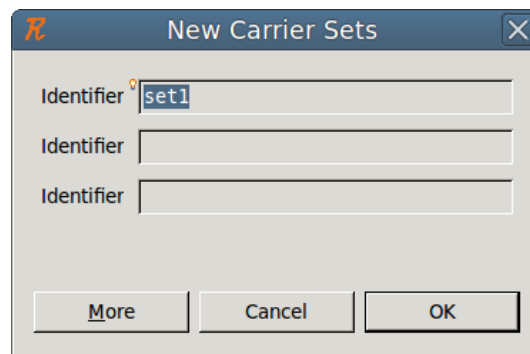 R New Carrier Sets
Identifier set1
Identifier
Identifier
More Cancel OK